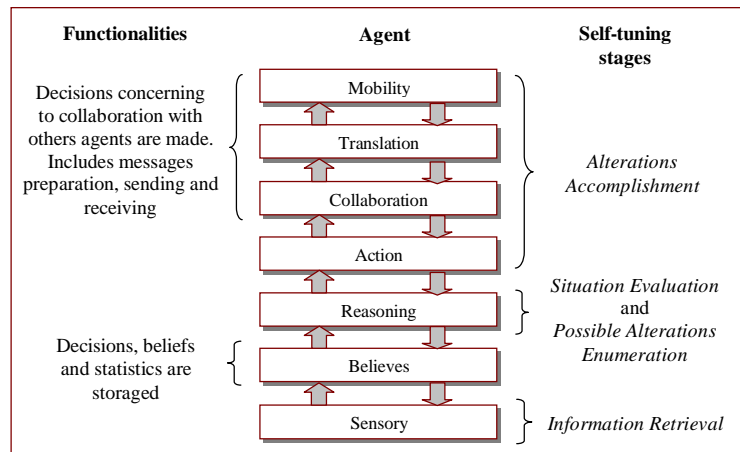 Functionalities
Agent
Self-tuning
stages
Decisions concerning
to collaboration with
others agents are made.
Includes messages
preparation, sending and
receiving
Mobility
Translation
Collaboration
Action
Reasoning
Believes
Sensory
Alterations
Accomplishment
Situation Evaluation
and
Possible Alterations
Enumeration
Decisions, beliefs
and statistics are
storaged
Information Retrieval